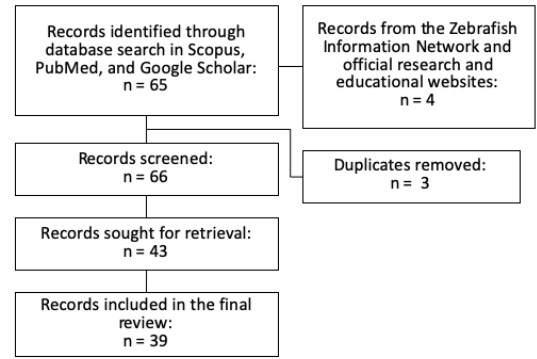 Records identified through
database search in Scopus,
PubMed, and Google Scholar:
n = 65
Records from the Zebrafish
Information Network and
official research and
educational websites:
n = 4
Records screened:
n = 66
Duplicates removed:
n =  3
Records sought for retrieval:
n = 43
Records included in the final
review:
n = 39